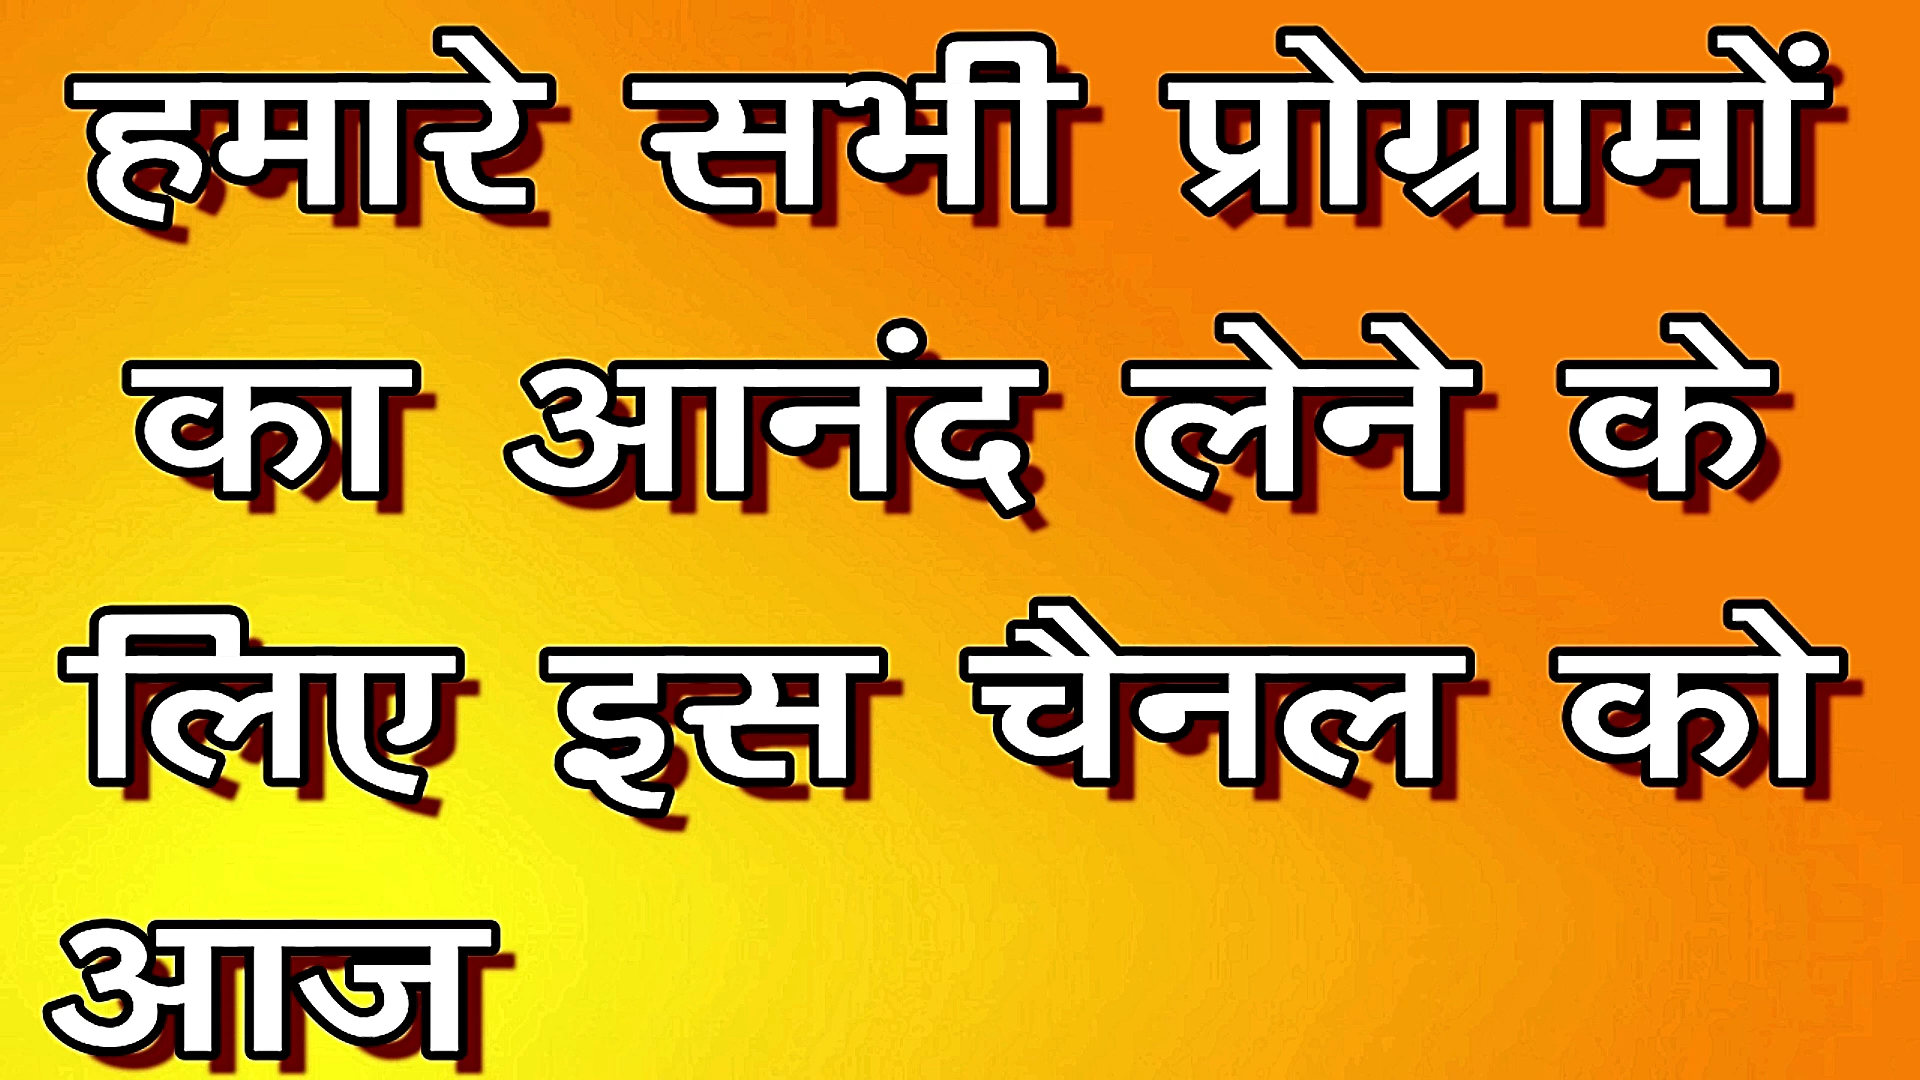 हमारे सभी प्रोग्रामों
का आनंद लेने के
लिए इस चैनल को
आज